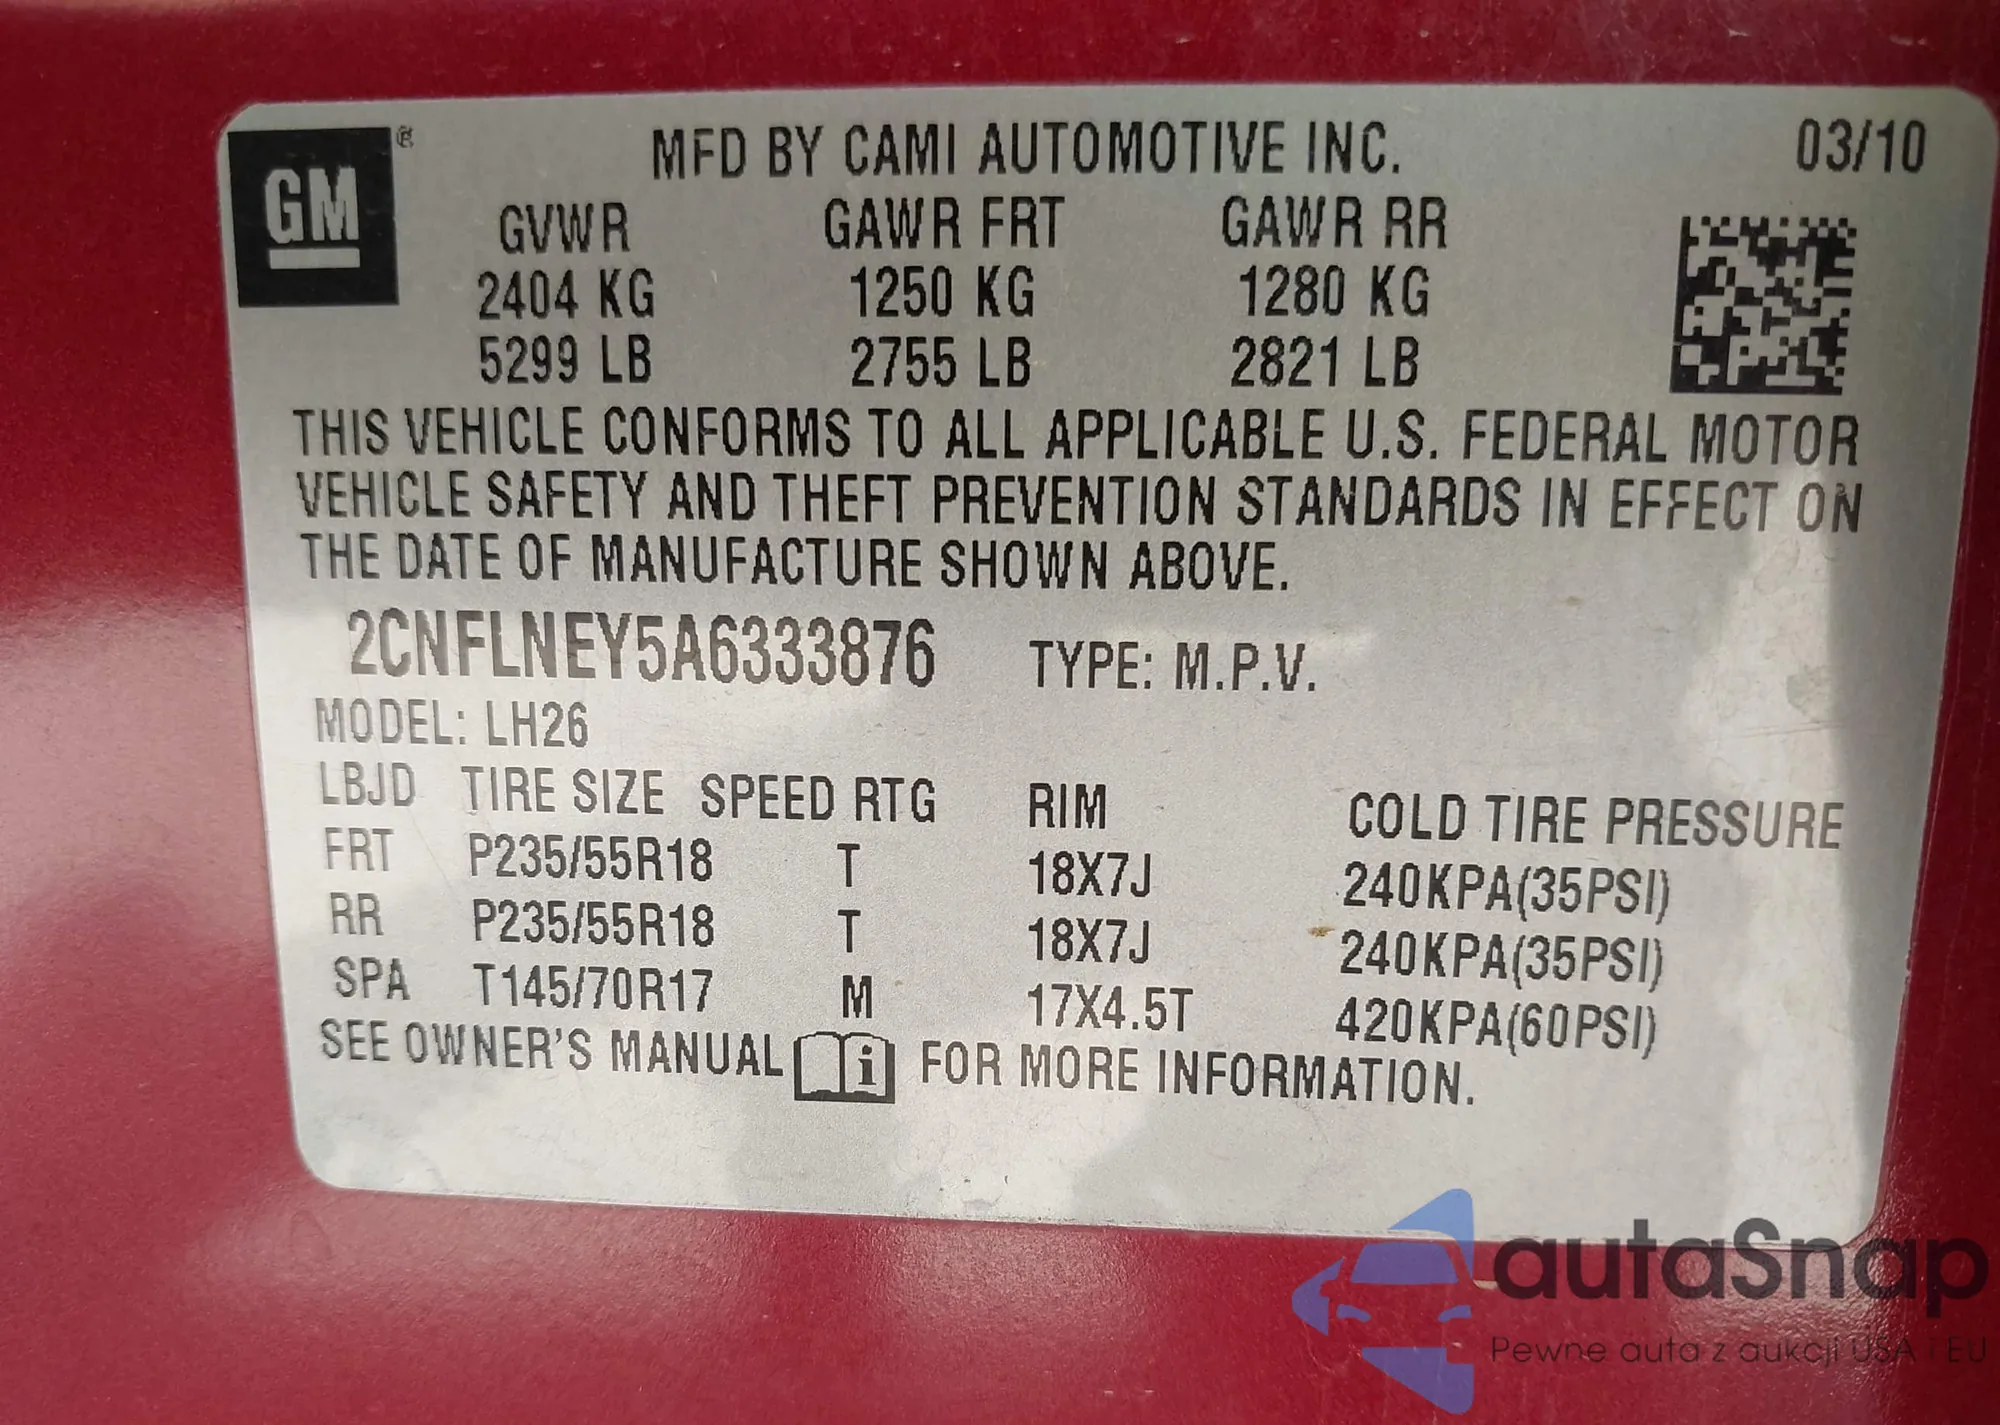 GM ®
MFD BY CAMI AUTOMOTIVE INC. 03/10
GVWR GAWR FRT GAWR RR
2404 KG 1250 KG 1280 KG
5299 LB 2755 LB 2821 LB
THIS VEHICLE CONFORMS TO ALL APPLICABLE U.S. FEDERAL MOTOR
VEHICLE SAFETY AND THEFT PREVENTION STANDARDS IN EFFECT ON
THE DATE OF MANUFACTURE SHOWN ABOVE.
2CNFLNEY5A6333876 TYPE: M.P.V.
MODEL: LH26
LBJD TIRE SIZE SPEED RTG RIM COLD TIRE PRESSURE
FRT P235/55R18 T 18X7J 240KPA(35PSI)
RR P235/55R18 T 18X7J 240KPA(35PSI)
SPA T145/70R17 M 17X4.5T 420KPA(60PSI)
SEE OWNER'S MANUAL i FOR MORE INFORMATION.
autaSnap
Pewne auta z aukcji USA i EU